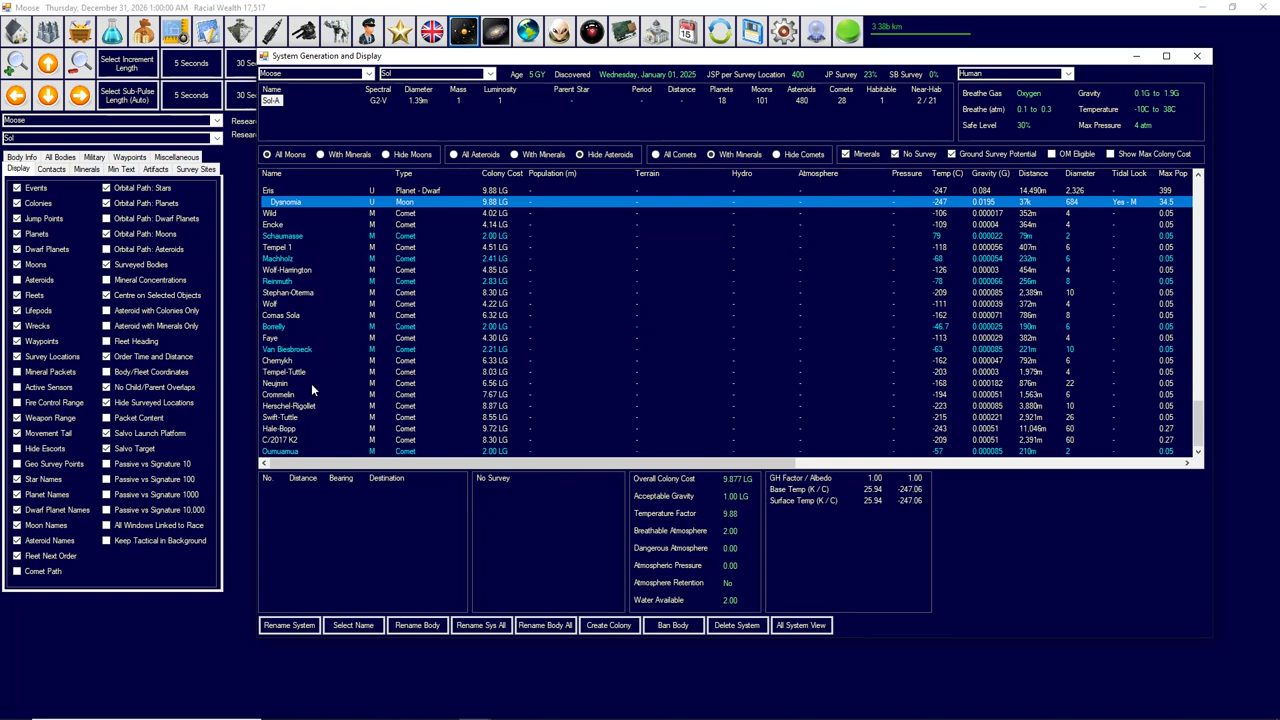 Moose   Thursday, December 31, 2026 1:00:00 AM   Racial Wealth 17,517
3.38b km
Select Increment Length   5 Seconds   30 Se
Select Sub-Pulse Length (Auto)   5 Seconds   30 Se
Moose   Resear
Sol   Resear
Body Info   All Bodies   Military   Waypoints   Miscellaneous
Display   Contacts   Minerals   Min Text   Artifacts   Survey Sites
Events   Orbital Path: Stars
Colonies   Orbital Path: Planets
Jump Points   Orbital Path: Dwarf Planets
Planets   Orbital Path: Moons
Dwarf Planets   Orbital Path: Asteroids
Moons   Surveyed Bodies
Asteroids   Mineral Concentrations
Fleets   Centre on Selected Objects
Lifepods   Asteroid with Colonies Only
Wrecks   Asteroid with Minerals Only
Waypoints   Fleet Heading
Survey Locations   Order Time and Distance
Mineral Packets   Body/Fleet Coordinates
Active Sensors   No Child/Parent Overlaps
Fire Control Range   Hide Surveyed Locations
Weapon Range   Packet Content
Movement Tail   Salvo Launch Platform
Hide Escorts   Salvo Target
Geo Survey Points   Passive vs Signature 10
Star Names   Passive vs Signature 100
Planet Names   Passive vs Signature 1000
Dwarf Planet Names   Passive vs Signature 10,000
Moon Names   All Windows Linked to Race
Asteroid Names   Keep Tactical in Background
Fleet Next Order
Comet Path
System Generation and Display
Moose   Sol   Age   5 GY   Discovered   Wednesday, January 01, 2025   JSP per Survey Location   400   JP Survey   23%   SB Survey   0%   Human
Name   Spectral   Diameter   Mass   Luminosity   Parent Star   Period   Distance   Planets   Moons   Asteroids   Comets   Habitable   Near-Hab
Sol-A   G2-V   1.39m   1   1   -   -   -   18   101   480   28   1   2 / 21
Breathe Gas   Oxygen   Gravity   0.1G to 1.9G
Breathe (atm)   0.1 to 0.3   Temperature   -10C to 38C
Safe Level   30%   Max Pressure   4 atm
All Moons   With Minerals   Hide Moons   All Asteroids   With Minerals   Hide Asteroids   All Comets   With Minerals   Hide Comets   Minerals   No Survey   Ground Survey Potential   OM Eligible   Show Max Colony Cost
Name   Type   Colony Cost   Population (m)   Terrain   Hydro   Atmosphere   Pressure   Temp (C)   Gravity (G)   Distance   Diameter   Tidal Lock   Max Pop
Eris   U   Planet - Dwarf   9.88 LG   -   -   -   -   -   -247   0.084   14,490m   2,326   -   399
Dysnomia   U   Moon   9.88 LG   -   -   -   -   -   -247   0.0195   37k   684   Yes - M   34.5
Wild   M   Comet   4.02 LG   -   -   -   -   -   -106   0.000017   352m   4   -   0.05
Encke   M   Comet   4.14 LG   -   -   -   -   -   -109   0.00004   364m   4   -   0.05
Schaumasse   M   Comet   2.00 LG   -   -   -   -   -   79   0.000022   79m   2   -   0.05
Tempel 1   M   Comet   4.51 LG   -   -   -   -   -   -118   0.000056   407m   6   -   0.05
Machholz   M   Comet   2.41 LG   -   -   -   -   -   -68   0.000054   232m   6   -   0.05
Wolf-Harrington   M   Comet   4.85 LG   -   -   -   -   -   -126   0.00003   454m   4   -   0.05
Reinmuth   M   Comet   2.83 LG   -   -   -   -   -   -78   0.000066   256m   8   -   0.05
Stephan-Oterma   M   Comet   8.30 LG   -   -   -   -   -   -209   0.000085   2,389m   10   -   0.05
Wolf   M   Comet   4.22 LG   -   -   -   -   -   -111   0.000039   372m   4   -   0.05
Comas Sola   M   Comet   6.32 LG   -   -   -   -   -   -162   0.000071   786m   8   -   0.05
Borrelly   M   Comet   2.00 LG   -   -   -   -   -   -46.7   0.000025   190m   6   -   0.05
Faye   M   Comet   4.30 LG   -   -   -   -   -   -113   0.000029   382m   4   -   0.05
Van Biesbroeck   M   Comet   2.21 LG   -   -   -   -   -   -63   0.000085   221m   10   -   0.05
Chernykh   M   Comet   6.33 LG   -   -   -   -   -   -162   0.000047   792m   6   -   0.05
Tempel-Tuttle   M   Comet   8.03 LG   -   -   -   -   -   -203   0.00003   1,979m   4   -   0.05
Neujmin   M   Comet   6.56 LG   -   -   -   -   -   -168   0.000182   876m   22   -   0.05
Crommelin   M   Comet   7.67 LG   -   -   -   -   -   -194   0.000051   1,563m   6   -   0.05
Herschel-Rigollet   M   Comet   8.87 LG   -   -   -   -   -   -223   0.000085   3,880m   10   -   0.05
Swift-Tuttle   M   Comet   8.55 LG   -   -   -   -   -   -215   0.000221   2,921m   26   -   0.05
Hale-Bopp   M   Comet   9.72 LG   -   -   -   -   -   -243   0.00051   11,046m   60   -   0.27
C/2017 K2   M   Comet   8.30 LG   -   -   -   -   -   -209   0.00051   2,391m   60   -   0.27
Oumuamua   M   Comet   2.00 LG   -   -   -   -   -   -57   0.000085   210m   2   -   0.05
No.   Distance   Bearing   Destination
No Survey
Overall Colony Cost   9.877 LG
Acceptable Gravity   1.00 LG
Temperature Factor   9.88
Breathable Atmosphere   2.00
Dangerous Atmosphere   0.00
Atmospheric Pressure   0.00
Atmosphere Retention   No
Water Available   2.00
GH Factor / Albedo   1.00   1.00
Base Temp (K / C)   25.94   -247.06
Surface Temp (K / C)   25.94   -247.06
Rename System   Select Name   Rename Body   Rename Sys All   Rename Body All   Create Colony   Ban Body   Delete System   All System View